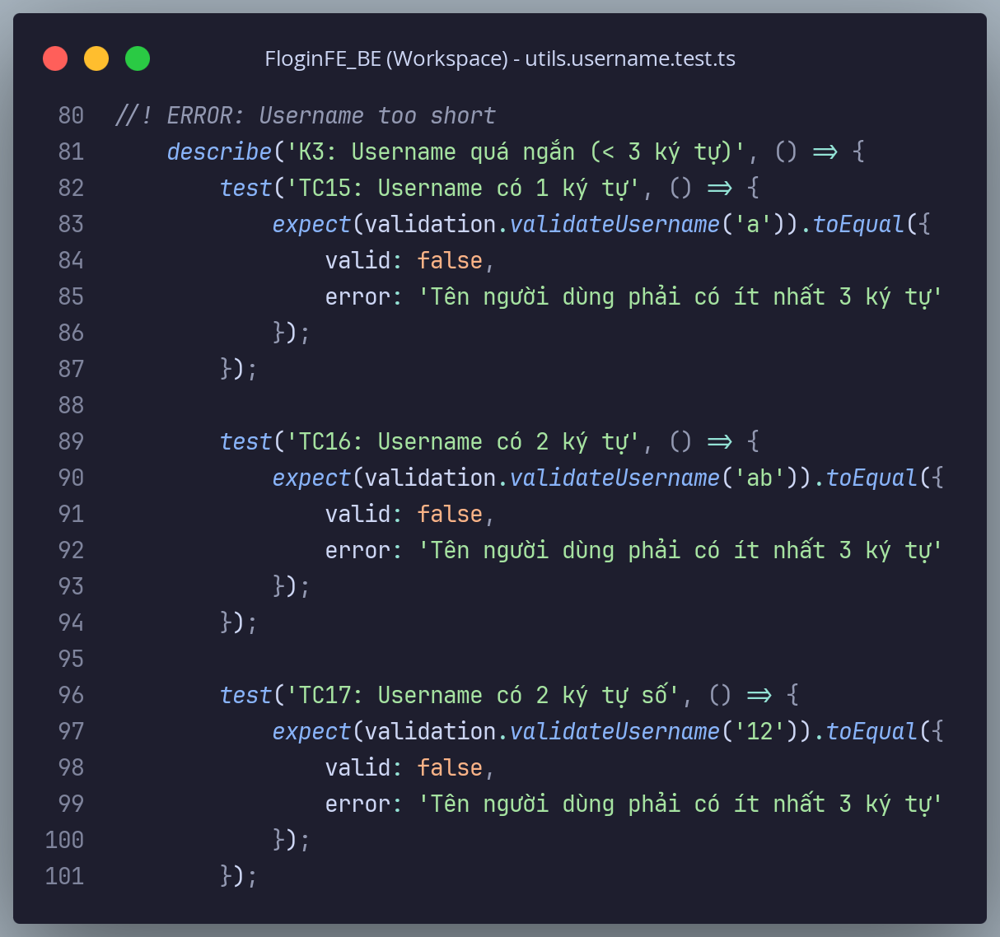 FloginFE_BE (Workspace) - utils.username.test.ts
80 //! ERROR: Username too short
81 describe('K3: Username quá ngắn (< 3 ký tự)', () => {
82 test('TC15: Username có 1 ký tự', () => {
83 expect(validation.validateUsername('a')).toEqual({
84 valid: false,
85 error: 'Tên người dùng phải có ít nhất 3 ký tự'
86 });
87 });
88
89 test('TC16: Username có 2 ký tự', () => {
90 expect(validation.validateUsername('ab')).toEqual({
91 valid: false,
92 error: 'Tên người dùng phải có ít nhất 3 ký tự'
93 });
94 });
95
96 test('TC17: Username có 2 ký tự số', () => {
97 expect(validation.validateUsername('12')).toEqual({
98 valid: false,
99 error: 'Tên người dùng phải có ít nhất 3 ký tự'
100 });
101 });